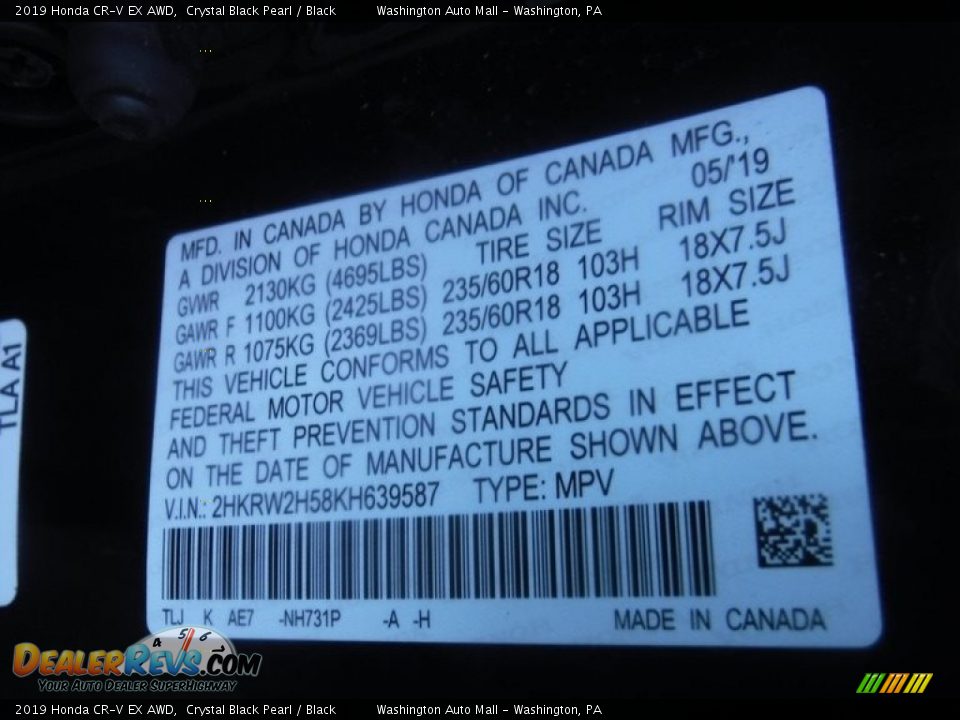 2019 Honda CR-V EX AWD, Crystal Black Pearl / Black Washington Auto Mall - Washington, PA
MFD. IN CANADA BY HONDA OF CANADA MFG.,
A DIVISION OF HONDA CANADA INC. 05/'19
GVWR 2130KG (4695LBS) TIRE SIZE RIM SIZE
GAWR F 1100KG (2425LBS) 235/60R18 103H 18X7.5J
GAWR R 1075KG (2369LBS) 235/60R18 103H 18X7.5J
THIS VEHICLE CONFORMS TO ALL APPLICABLE
FEDERAL MOTOR VEHICLE SAFETY
AND THEFT PREVENTION STANDARDS IN EFFECT
ON THE DATE OF MANUFACTURE SHOWN ABOVE.
V.I.N.: 2HKRW2H58KH639587 TYPE: MPV
TLJ K AE7 -NH731P -A -H MADE IN CANADA
TLA A1
4 5 6
DEALERREVS.COM
YOUR AUTO DEALER SUPERHIGHWAY
2019 Honda CR-V EX AWD, Crystal Black Pearl / Black Washington Auto Mall - Washington, PA